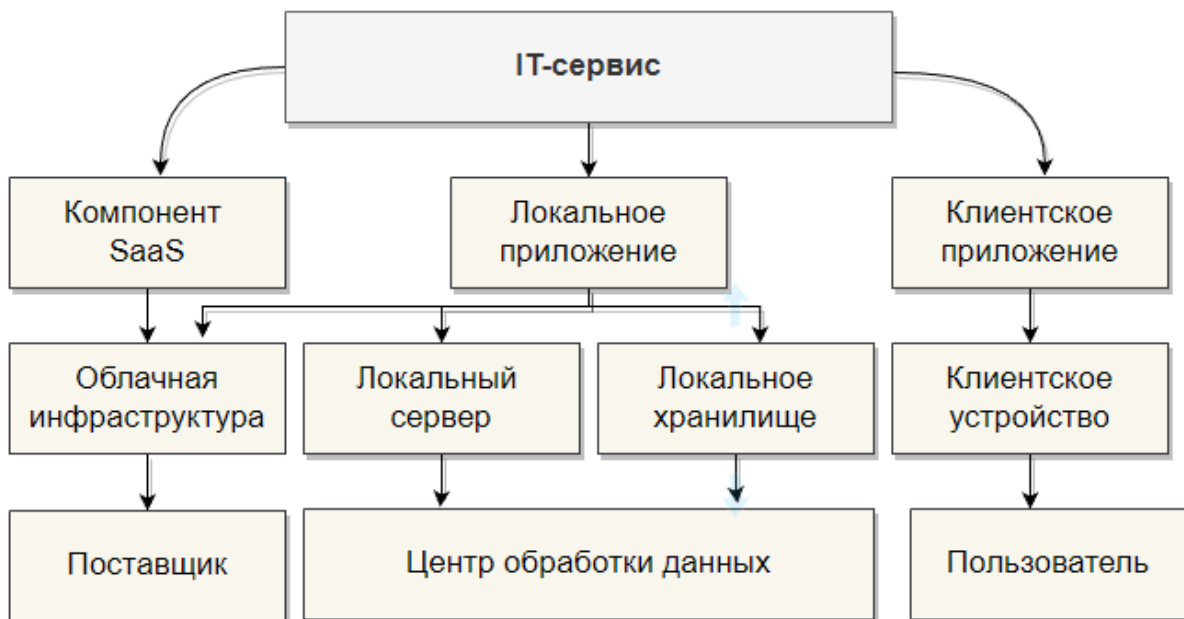 IT-сервис
Компонент
SaaS
Локальное
приложение
Клиентское
приложение
Облачная
инфраструктура
Локальный
сервер
Локальное
хранилище
Клиентское
устройство
Поставщик
Центр обработки данных
Пользователь